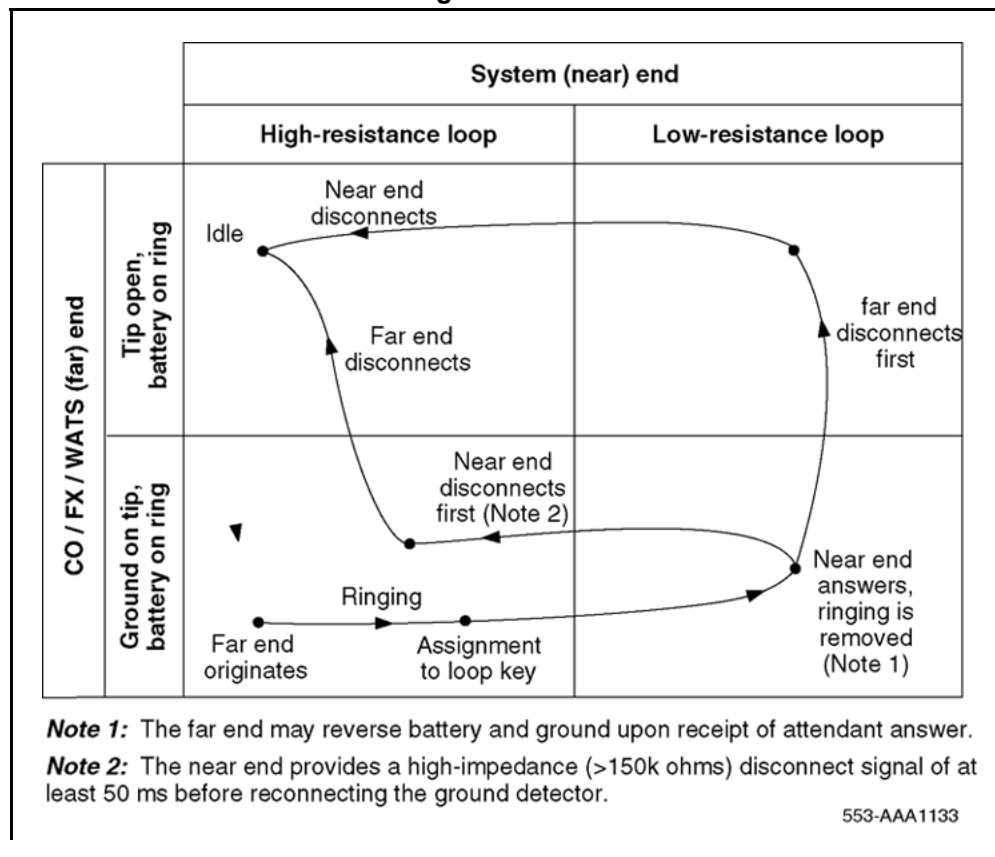 System (near) end
High-resistance loop
Low-resistance loop
CO / FX / WATS (far) end
Tip open,
battery on ring
Near end
disconnects
Idle
Far end
disconnects
far end
disconnects
first
Ground on tip,
battery on ring
Near end
disconnects
first (Note 2)
Ringing
Far end
originates
Assignment
to loop key
Near end
answers,
ringing is
removed
(Note 1)
Note 1: The far end may reverse battery and ground upon receipt of attendant answer.
Note 2: The near end provides a high-impedance (>150k ohms) disconnect signal of at
least 50 ms before reconnecting the ground detector.
553-AAA1133